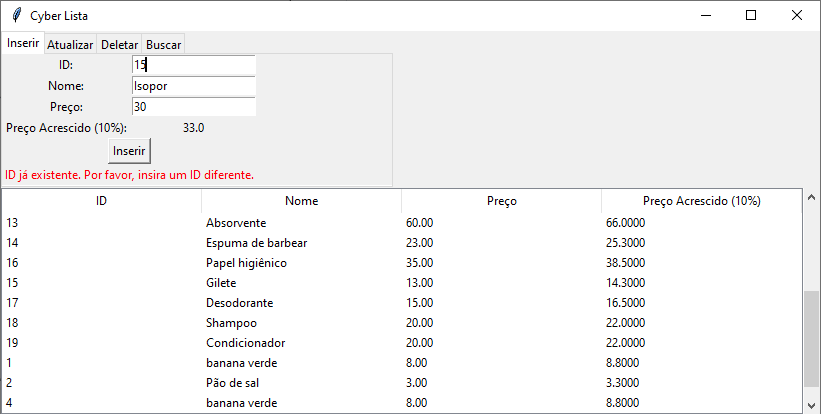 Cyber Lista
Inserir Atualizar Deletar Buscar
ID: 15
Nome: Isopor
Preço: 30
Preço Acrescido (10%): 33.0
Inserir
ID já existente. Por favor, insira um ID diferente.
ID Nome Preço Preço Acrescido (10%)
13 Absorvente 60.00 66.0000
14 Espuma de barbear 23.00 25.3000
16 Papel higiênico 35.00 38.5000
15 Gilete 13.00 14.3000
17 Desodorante 15.00 16.5000
18 Shampoo 20.00 22.0000
19 Condicionador 20.00 22.0000
1 banana verde 8.00 8.8000
2 Pão de sal 3.00 3.3000
4 banana verde 8.00 8.8000